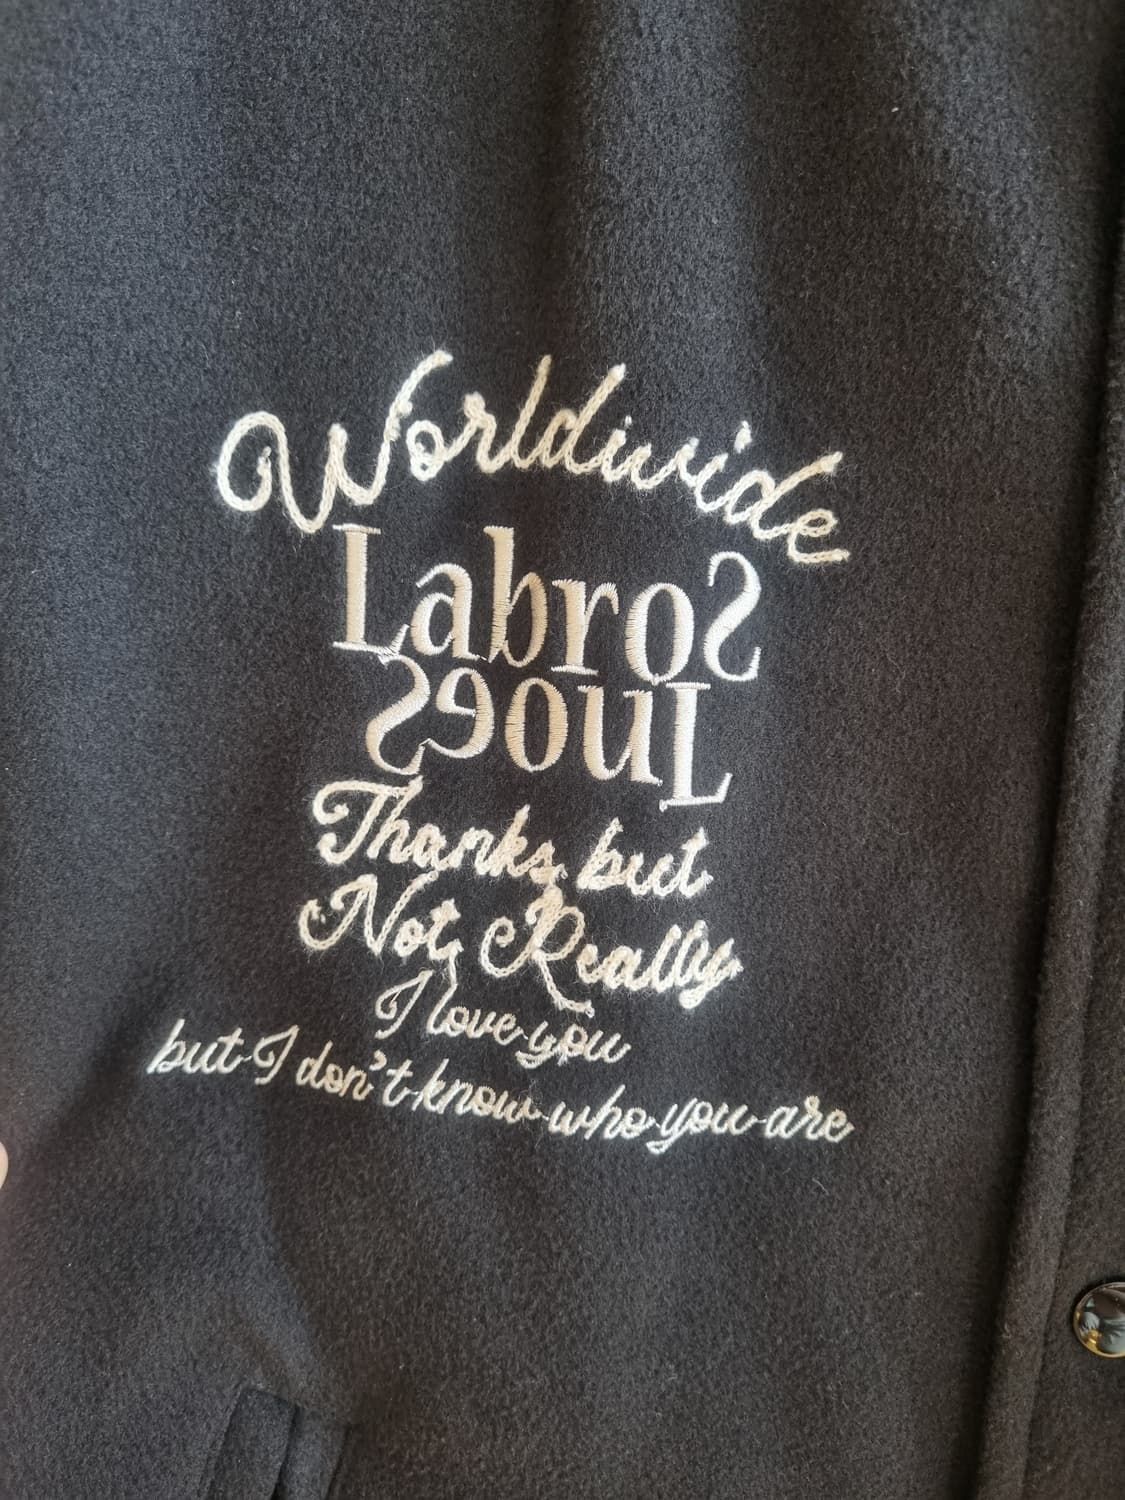 Worldwide
LabroS
SeouL
Thanks, but
Not, Really.
I love you
but I don't know who you are